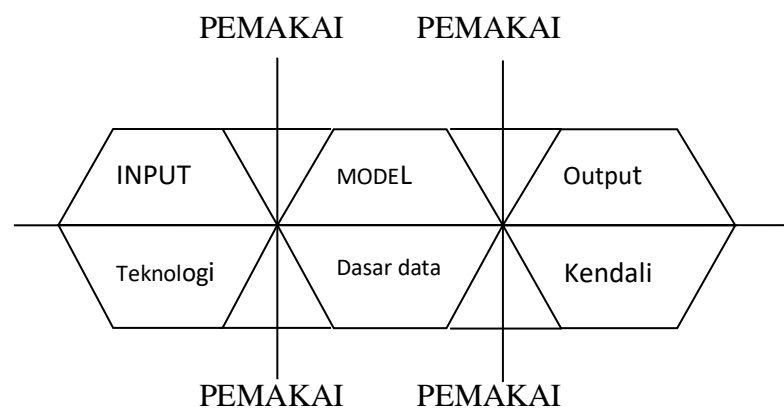 PEMAKAI PEMAKAI
INPUT MODEL Output
Teknologi Dasar data Kendali
PEMAKAI PEMAKAI